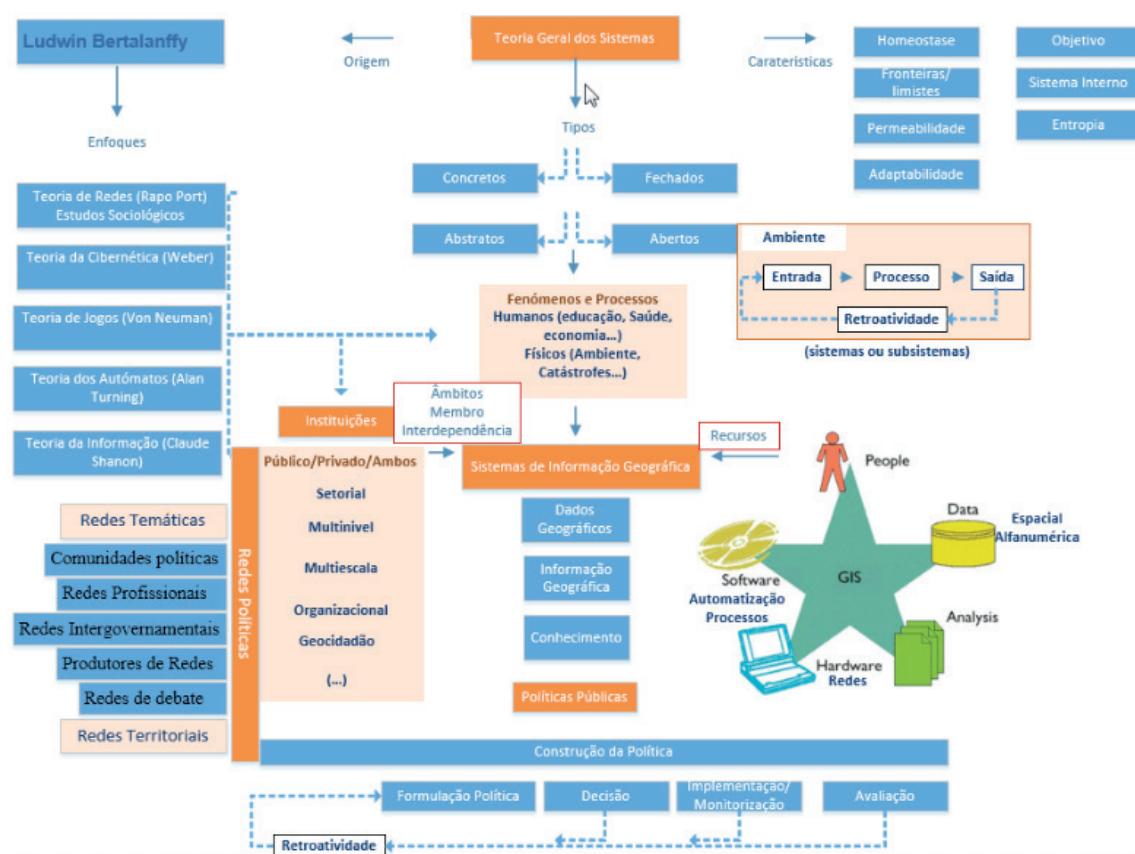 Ludwin Bertalanffy
Origem
Teoria Geral dos Sistemas
Carateristicas
Homeostase
Objetivo
Fronteiras/
limistes
Sistema Interno
Permeabilidade
Entropia
Adaptabilidade
Enfoques
Tipos
Concretos
Fechados
Abstratos
Abertos
Teoria de Redes (Rapo Port)
Estudos Sociológicos
Teoria da Cibernética (Weber)
Teoria de Jogos (Von Neuman)
Teoria dos Autómatos (Alan
Turning)
Teoria da Informação (Claude
Shanon)
Ambiente
Entrada
Processo
Saída
Retroatividade
(sistemas ou subsistemas)
Fenómenos e Processos
Humanos (educação, Saúde,
economia...)
Físicos (Ambiente,
Catástrofes...)
Instituições
Âmbitos
Membro
Interdependência
Recursos
Público/Privado/Ambos
Setorial
Multinivel
Multiescala
Organizacional
Geocidadão
(...)
Redes Políticas
Sistemas de Informação Geográfica
Dados
Geográficos
Informação
Geográfica
Conhecimento
Políticas Públicas
People
Data
Espacial
Alfanumérica
GIS
Software
Automatização
Processos
Analysis
Hardware
Redes
Redes Temáticas
Comunidades políticas
Redes Profissionais
Redes Intergovernamentais
Produtores de Redes
Redes de debate
Redes Territoriais
Construção da Política
Formulação Política
Decisão
Implementação/
Monitorização
Avaliação
Retroatividade